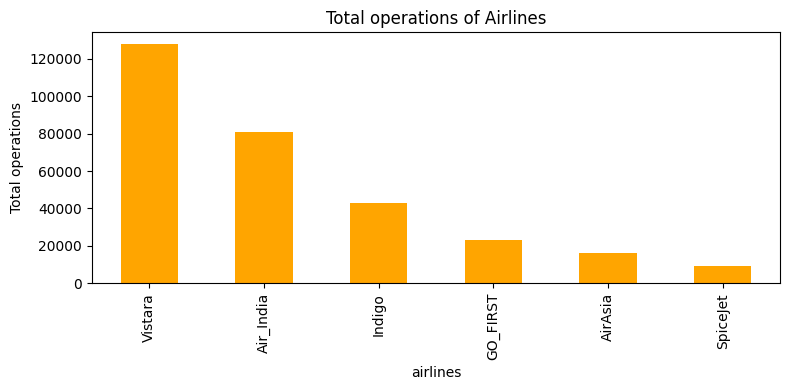 Total operations of Airlines
Total operations
120000
100000
80000
60000
40000
20000
0
Vistara
Air_India
Indigo
GO_FIRST
AirAsia
SpiceJet
airlines